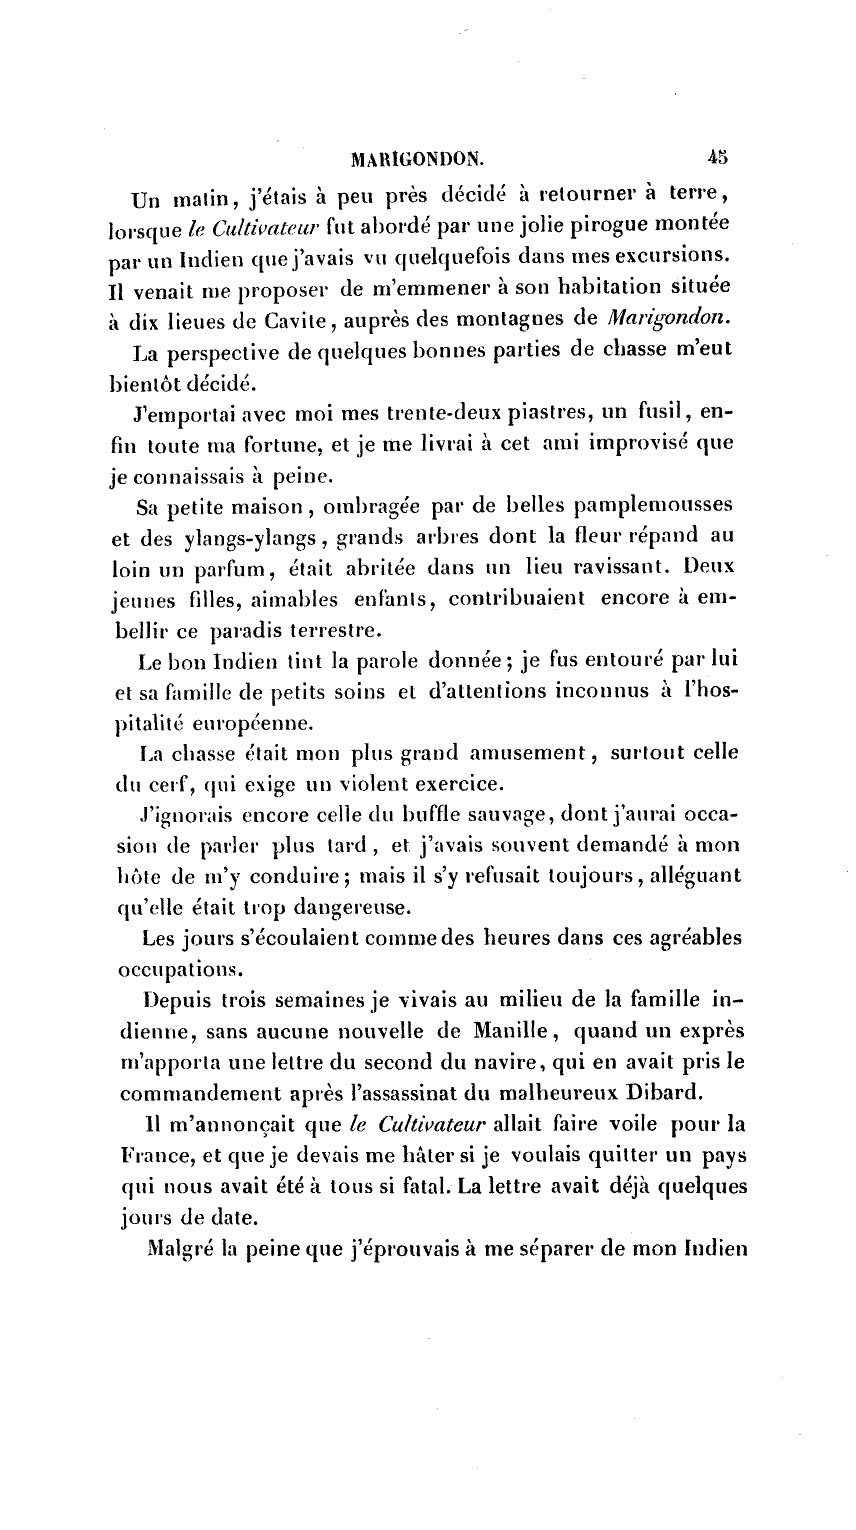 MARIGONDON. 45
Un matin, j'étais à peu près décidé à retourner à terre,
lorsque le Cultivateur fut abordé par une jolie pirogue montée
par un Indien que j'avais vu quelquefois dans mes excursions.
Il venait me proposer de m'emmener à son habitation située
à dix lieues de Cavite, auprès des montagnes de Marigondon.
La perspective de quelques bonnes parties de chasse m'eut
bientôt décidé.
J'emportai avec moi mes trente-deux piastres, un fusil, en-
fin toute ma fortune, et je me livrai à cet ami improvisé que
je connaissais à peine.
Sa petite maison, ombragée par de belles pamplemousses
et des ylangs-ylangs, grands arbres dont la fleur répand au
loin un parfum, était abritée dans un lieu ravissant. Deux
jeunes filles, aimables enfants, contribuaient encore à em-
bellir ce paradis terrestre.
Le bon Indien tint la parole donnée; je fus entouré par lui
et sa famille de petits soins et d'attentions inconnus à l'hos-
pitalité européenne.
La chasse était mon plus grand amusement, surtout celle
du cerf, qui exige un violent exercice.
J'ignorais encore celle du buffle sauvage, dont j'aurai occa-
sion de parler plus tard, et j'avais souvent demandé à mon
hôte de m'y conduire; mais il s'y refusait toujours, alléguant
qu'elle était trop dangereuse.
Les jours s'écoulaient comme des heures dans ces agréables
occupations.
Depuis trois semaines je vivais au milieu de la famille in-
dienne, sans aucune nouvelle de Manille, quand un exprès
m'apporta une lettre du second du navire, qui en avait pris le
commandement après l'assassinat du malheureux Dibard.
Il m'annonçait que le Cultivateur allait faire voile pour la
France, et que je devais me hâter si je voulais quitter un pays
qui nous avait été à tous si fatal. La lettre avait déjà quelques
jours de date.
Malgré la peine que j'éprouvais à me séparer de mon Indien